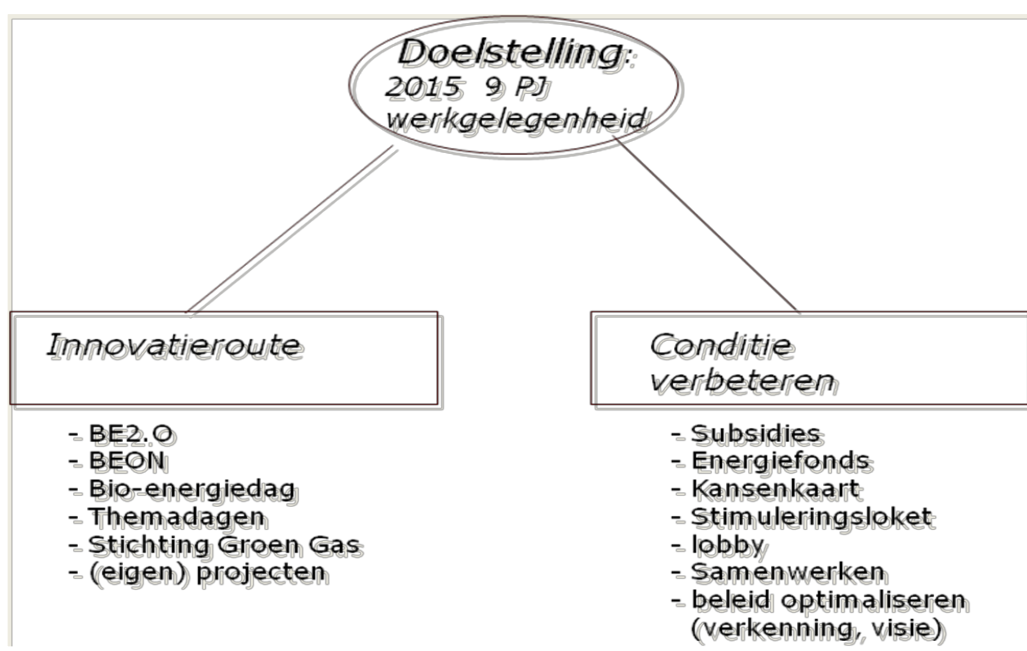 Doelstelling:
2015 9 PJ
werkgelegenheid
Innovatieroute
- BE2.O
- BEON
- Bio-energiedag
- Themadagen
- Stichting Groen Gas
- (eigen) projecten
Conditie
verbeteren
- Subsidies
- Energiefonds
- Kansenkaart
- Stimuleringsloket
- lobby
- Samenwerken
- beleid optimaliseren
(verkenning, visie)